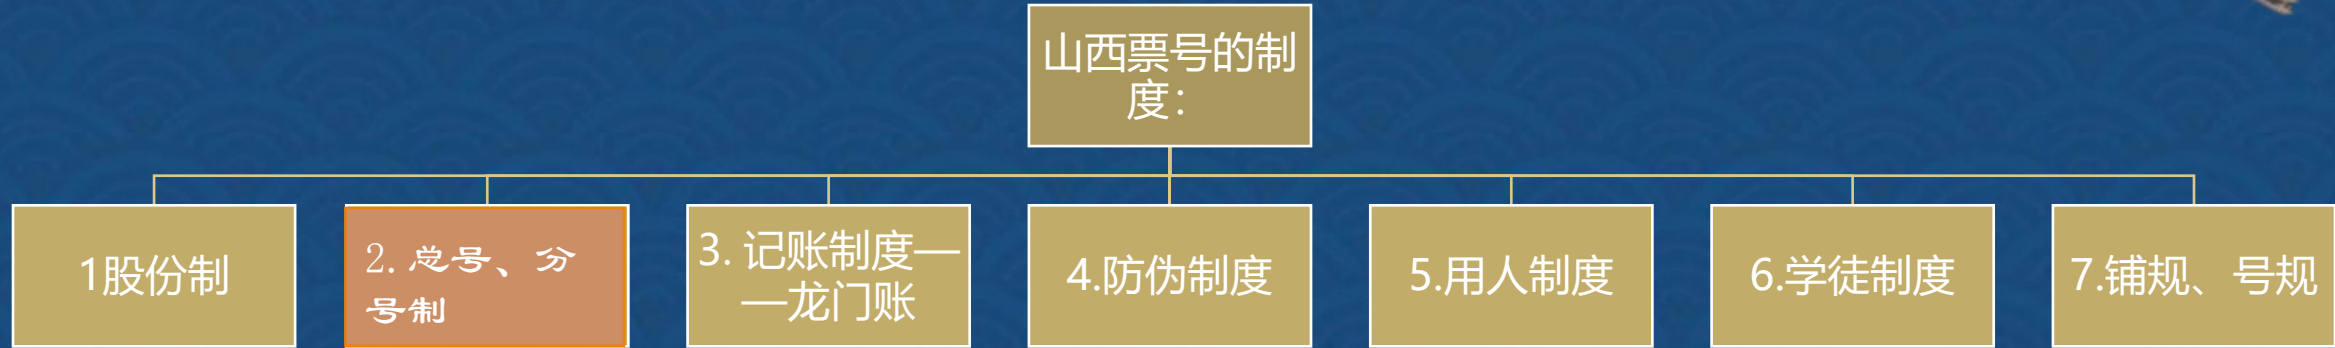 山西票号的制
度：
1股份制
2.总号、分
号制
3. 记账制度—
—龙门账
4.防伪制度
5.用人制度
6.学徒制度
7.铺规、号规